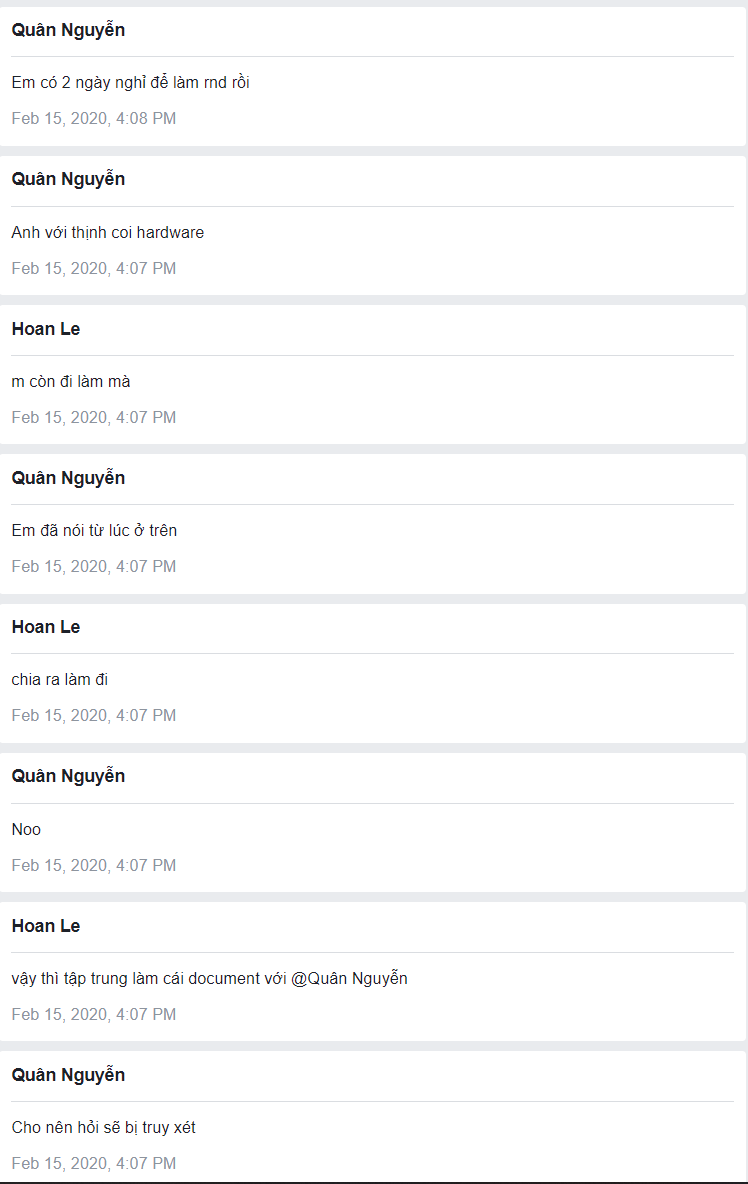 Quân Nguyễn
Em có 2 ngày nghỉ để làm rnd rồi
Feb 15, 2020, 4:08 PM
Quân Nguyễn
Anh với thịnh coi hardware
Feb 15, 2020, 4:07 PM
Hoan Le
m còn đi làm mà
Feb 15, 2020, 4:07 PM
Quân Nguyễn
Em đã nói từ lúc ở trên
Feb 15, 2020, 4:07 PM
Hoan Le
chia ra làm đi
Feb 15, 2020, 4:07 PM
Quân Nguyễn
Noo
Feb 15, 2020, 4:07 PM
Hoan Le
vậy thì tập trung làm cái document với @Quân Nguyễn
Feb 15, 2020, 4:07 PM
Quân Nguyễn
Cho nên hỏi sẽ bị truy xét
Feb 15, 2020, 4:07 PM